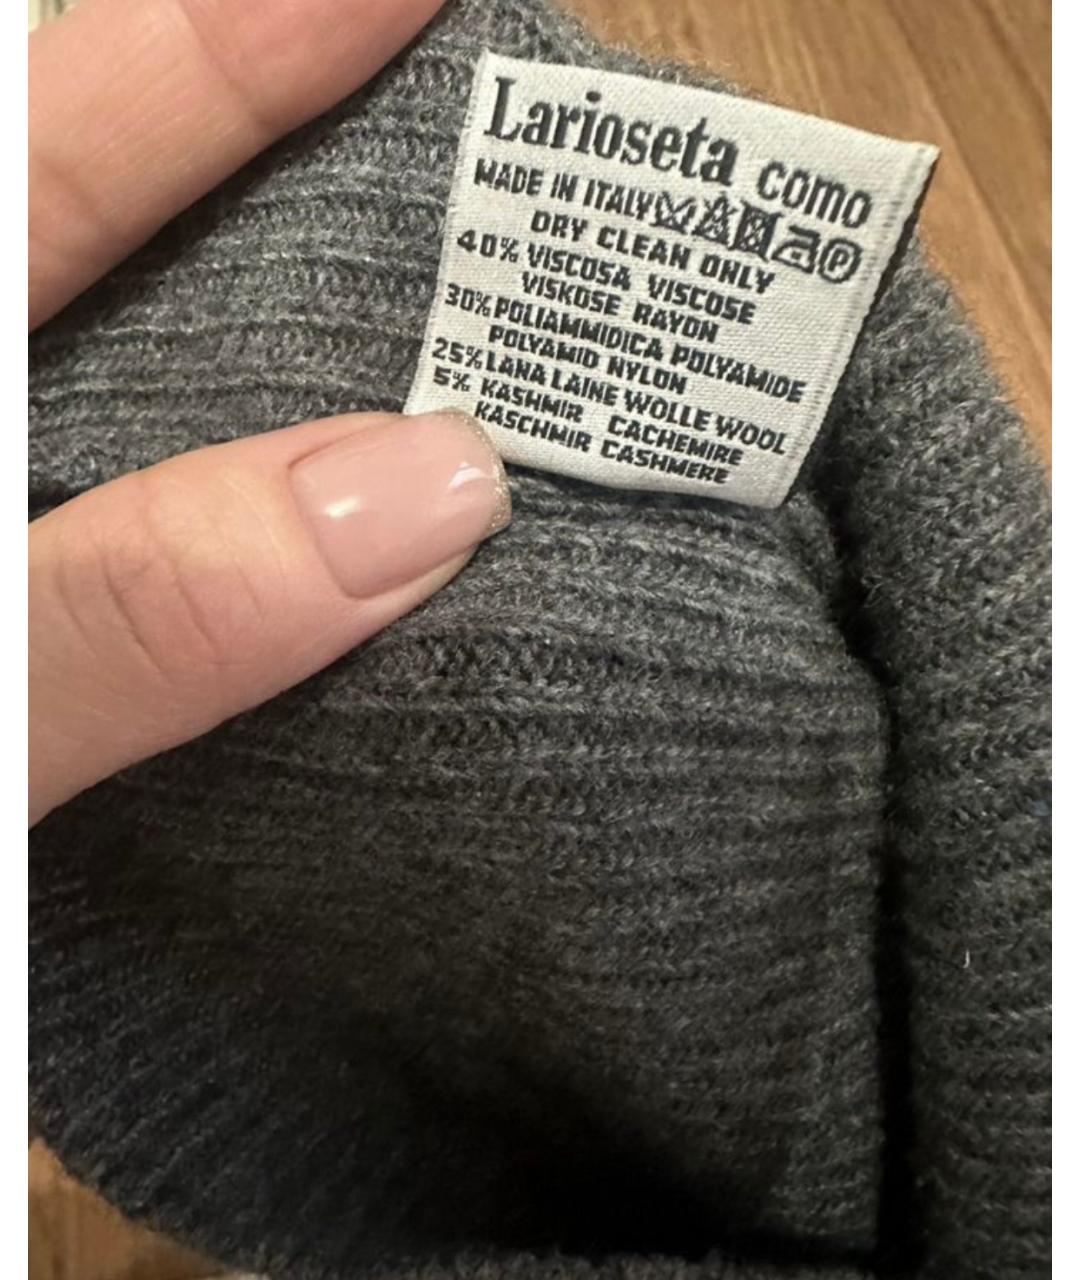 Larioseta como
MADE IN ITALY P
DRY CLEAN ONLY
40% VISCOSA VISCOSE
VISKOSE RAYON
30% POLIAMMIDICA POLYAMIDE
POLYAMID NYLON
25% LANA LAINE WOLLE WOOL
5% KASHMIR CACHEMIRE
KASCHMIR CASHMERE